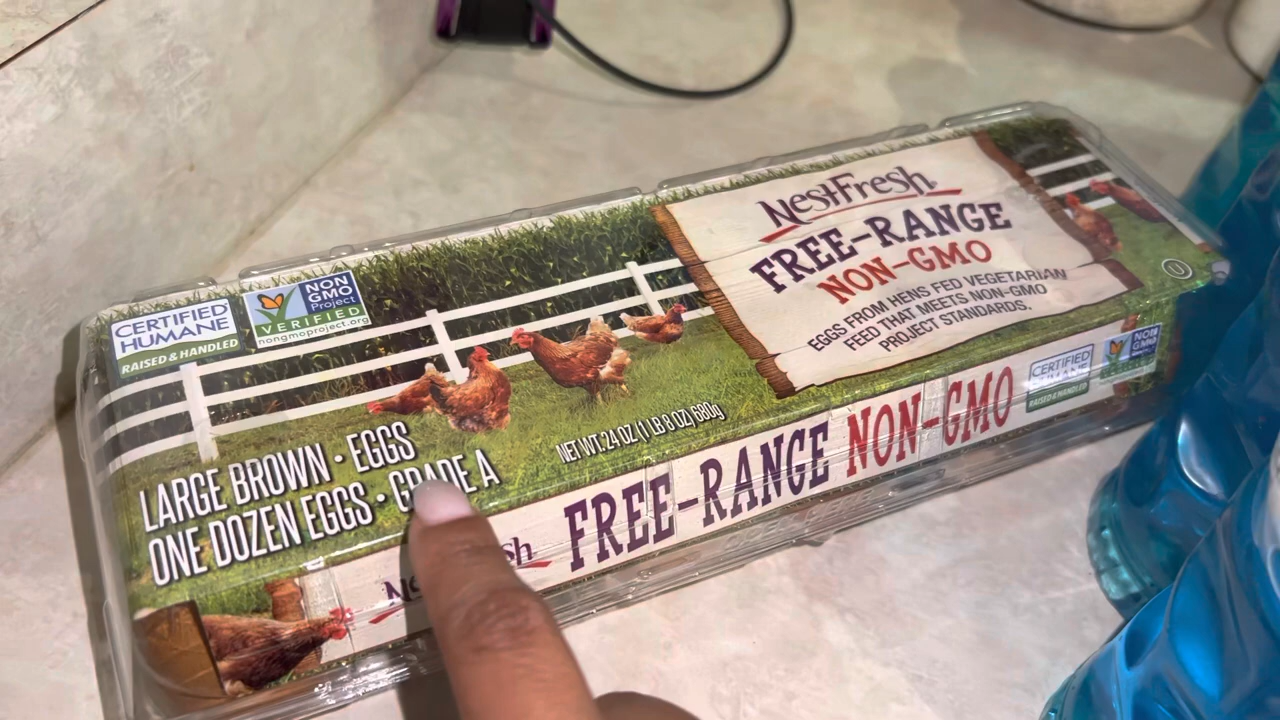 NestFresh
FREE-RANGE
NON-GMO
EGGS FROM HENS FED VEGETARIAN
FEED THAT MEETS NON-GMO
PROJECT STANDARDS.
CERTIFIED
HUMANE
RAISED & HANDLED
NON
GMO
Project
VERIFIED
nongmoproject.org
LARGE BROWN • EGGS
ONE DOZEN EGGS • GRADE A
NET WT. 24 OZ (1 LB 8 OZ) 680g
FREE-RANGE NON-GMO
CERTIFIED
HUMANE
RAISED & HANDLED
NON
GMO